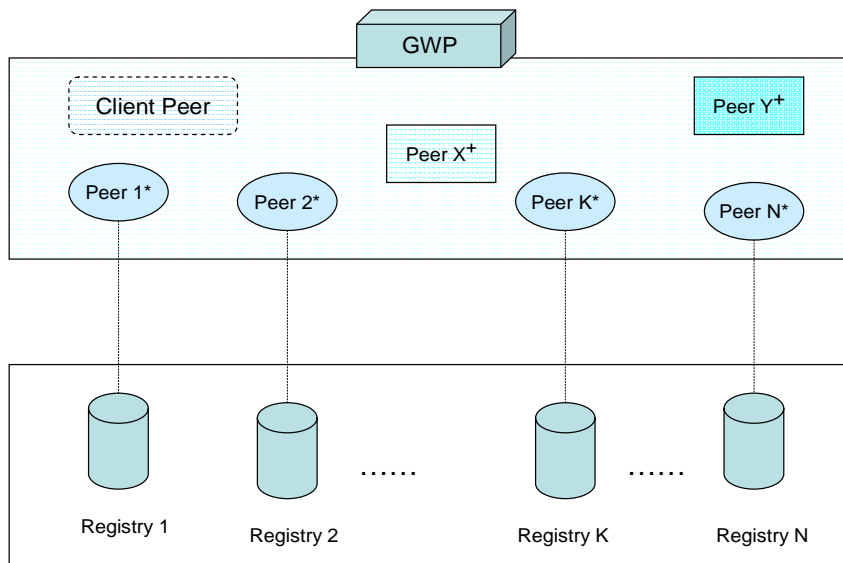 GWP
Client Peer
Peer Y+
Peer X+
Peer 1*
Peer 2*
Peer K*
Peer N*
......
......
Registry 1
Registry 2
Registry K
Registry N